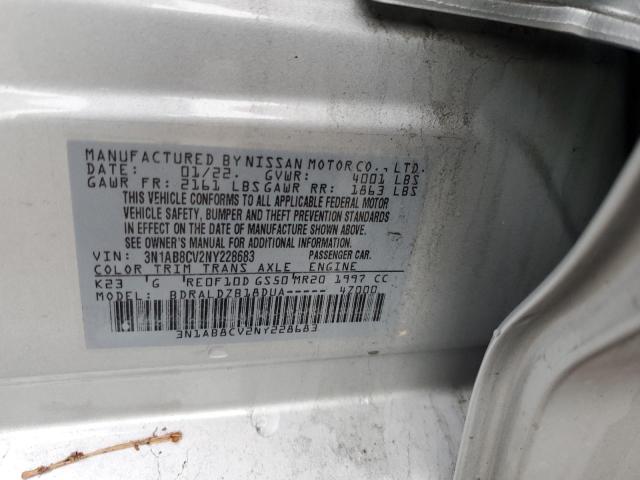 MANUFACTURED BY NISSAN MOTOR CO., LTD.
DATE: 01/22. GVWR: 4001 LBS
GAWR FR: 2161 LBS GAWR RR: 1863 LBS
THIS VEHICLE CONFORMS TO ALL APPLICABLE FEDERAL MOTOR
VEHICLE SAFETY, BUMPER AND THEFT PREVENTION STANDARDS
IN EFFECT ON THE DATE OF MANUFACTURE SHOWN ABOVE.
SEE OWNER'S MANUAL FOR ADDITIONAL INFORMATION.
VIN: 3N1AB8CV2NY228683 PASSENGER CAR.
COLOR TRIM TRANS AXLE ENGINE
K23 'G RE0F10D GS50 MR20 1997 CC
MODEL: BDRALDZB18DUA----- 4Z000
3N1AB8CV2NY228683